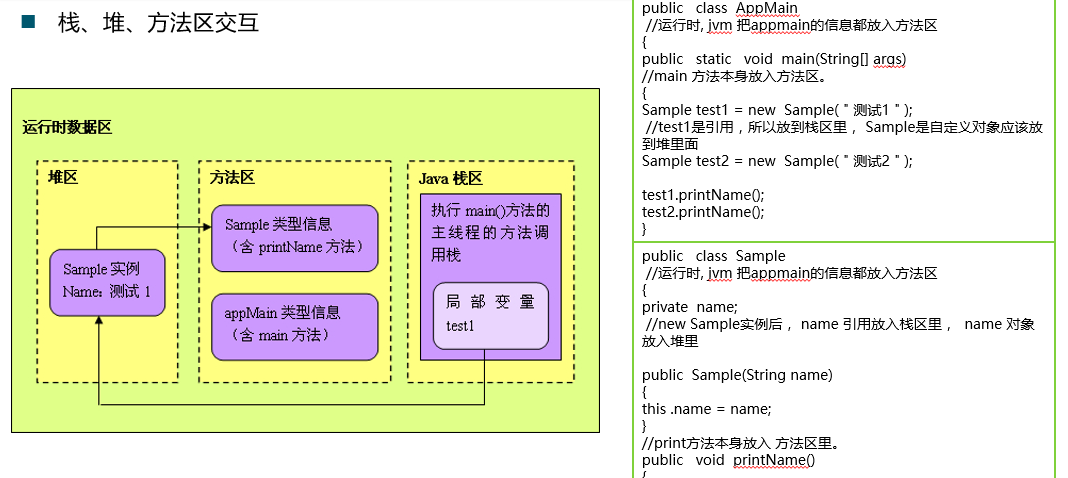 栈、堆、方法区交互
运行时数据区
堆区
Sample 实例
Name: 测试 1
方法区
Sample 类型信息
（含 printName 方法）
appMain 类型信息
（含 main 方法）
Java 栈区
执行 main()方法的
主线程的方法调
用栈
局部变量
test1
public class AppMain
//运行时, jvm 把appmain的信息都放入方法区
{
public static void main(String[] args)
//main 方法本身放入方法区。
{
Sample test1 = new Sample( " 测试1 " );
//test1是引用，所以放到栈区里， Sample是自定义对象应该放
到堆里面
Sample test2 = new Sample( " 测试2 " );
test1.printName();
test2.printName();
}
public class Sample
//运行时, jvm 把appmain的信息都放入方法区
{
private name;
//new Sample实例后， name 引用放入栈区里， name 对象
放入堆里
public Sample(String name)
{
this .name = name;
}
//print方法本身放入 方法区里。
public void printName()
{